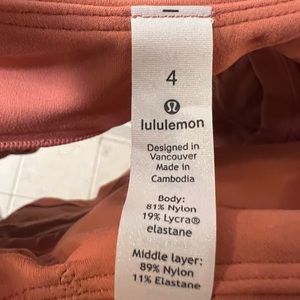 4
lululemon
Designed in
Vancouver
Made in
Cambodia
Body:
81% Nylon
19% Lycra®
elastane
Middle layer:
89% Nylon
11% Elastane